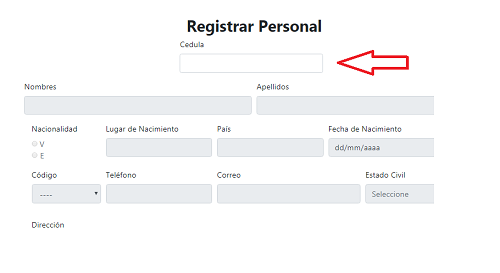 Registrar Personal
Cedula
Nombres Apellidos
Nacionalidad Lugar de Nacimiento País Fecha de Nacimiento
V
E
dd/mm/aaaa
Código Teléfono Correo Estado Civil
---- Seleccione
Dirección